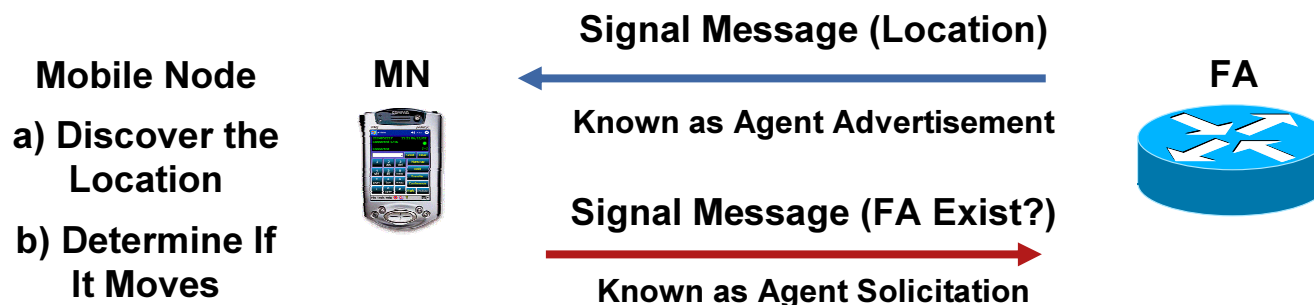 Signal Message (Location)
Mobile Node
MN
FA
a) Discover the
Location
Known as Agent Advertisement
b) Determine If
It Moves
Signal Message (FA Exist?)
Known as Agent Solicitation